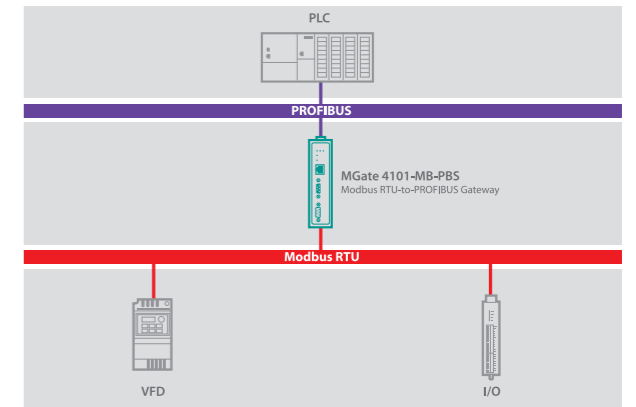 PLC
PROFIBUS
MGate 4101-MB-PBS
Modbus RTU-to-PROFIBUS Gateway
Modbus RTU
VFD
I/O